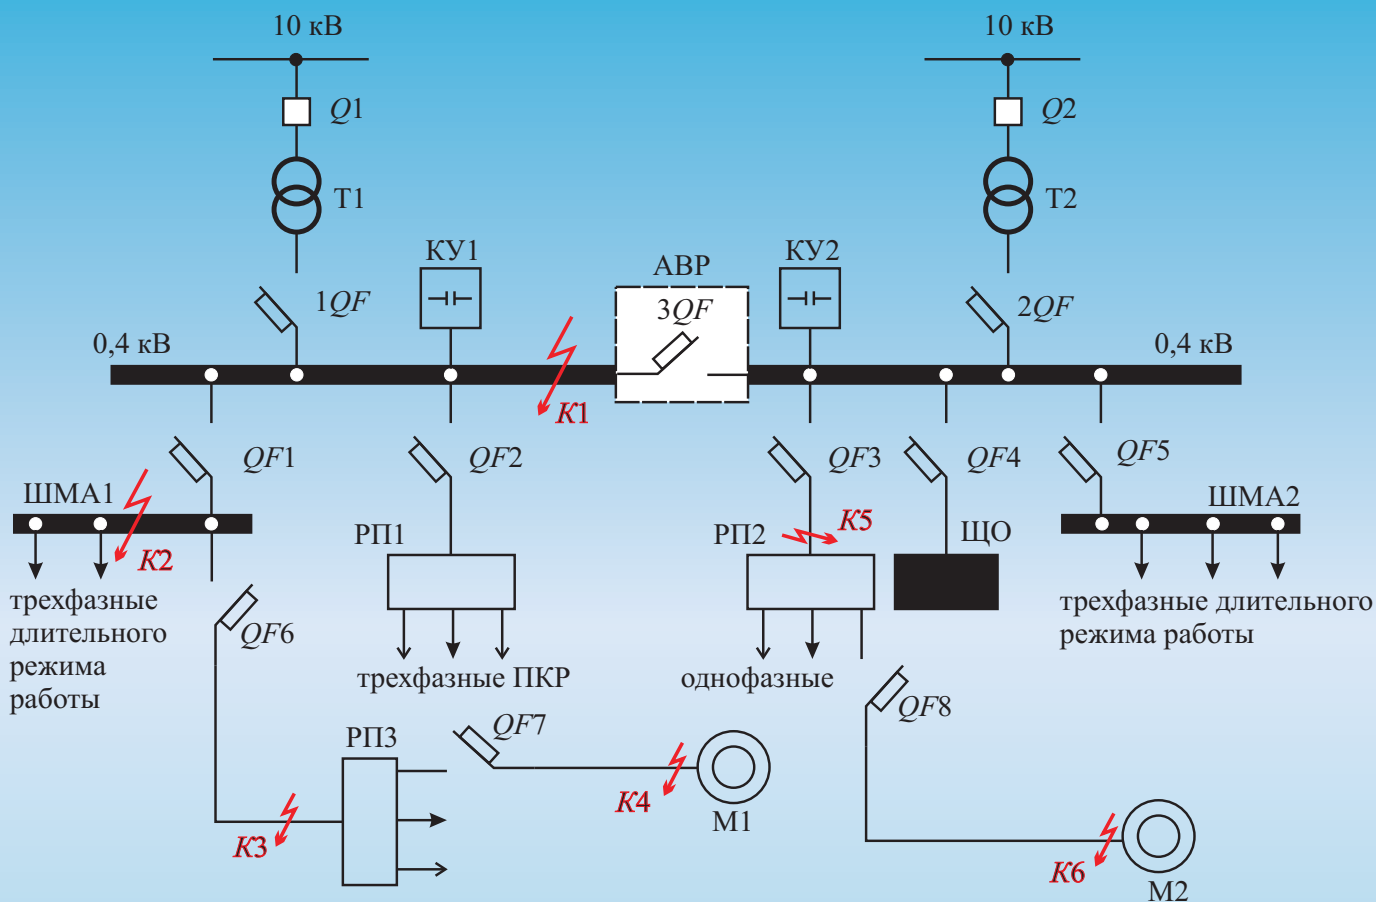 10 кВ
10 кВ
Q1
Q2
Т1
Т2
КУ1
АВР
КУ2
1QF
3QF
2QF
0,4 кВ
0,4 кВ
К1
QF1
QF2
QF3
QF4
QF5
ШМА1
ШМА2
К2
РП1
РП2
К5
ЩО
трехфазные
длительного
режима
работы
QF6
трехфазные ПКР
однофазные
трехфазные длительного
режима работы
QF8
РП3
QF7
К4
М1
К3
К6
М2